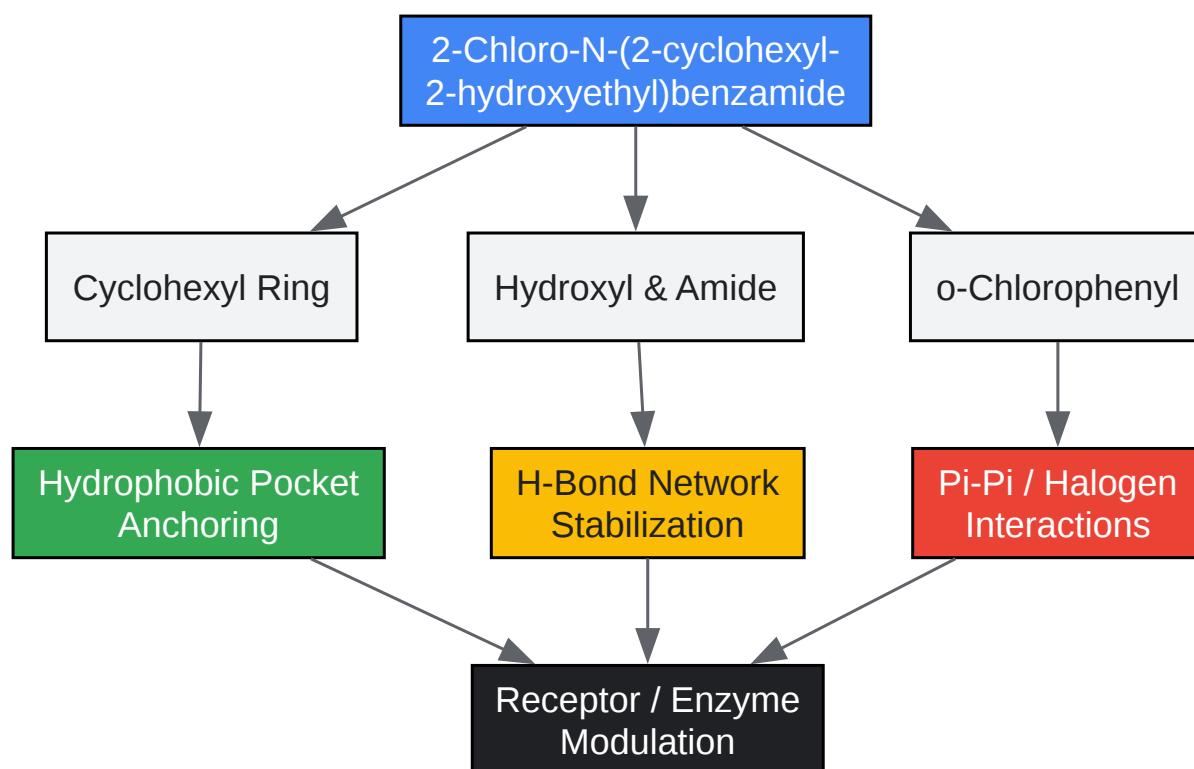 2-Chloro-N-(2-cyclohexyl-
2-hydroxyethyl)benzamide
Cyclohexyl Ring
Hydroxyl & Amide
o-Chlorophenyl
Hydrophobic Pocket
Anchoring
H-Bond Network
Stabilization
Pi-Pi / Halogen
Interactions
Receptor / Enzyme
Modulation